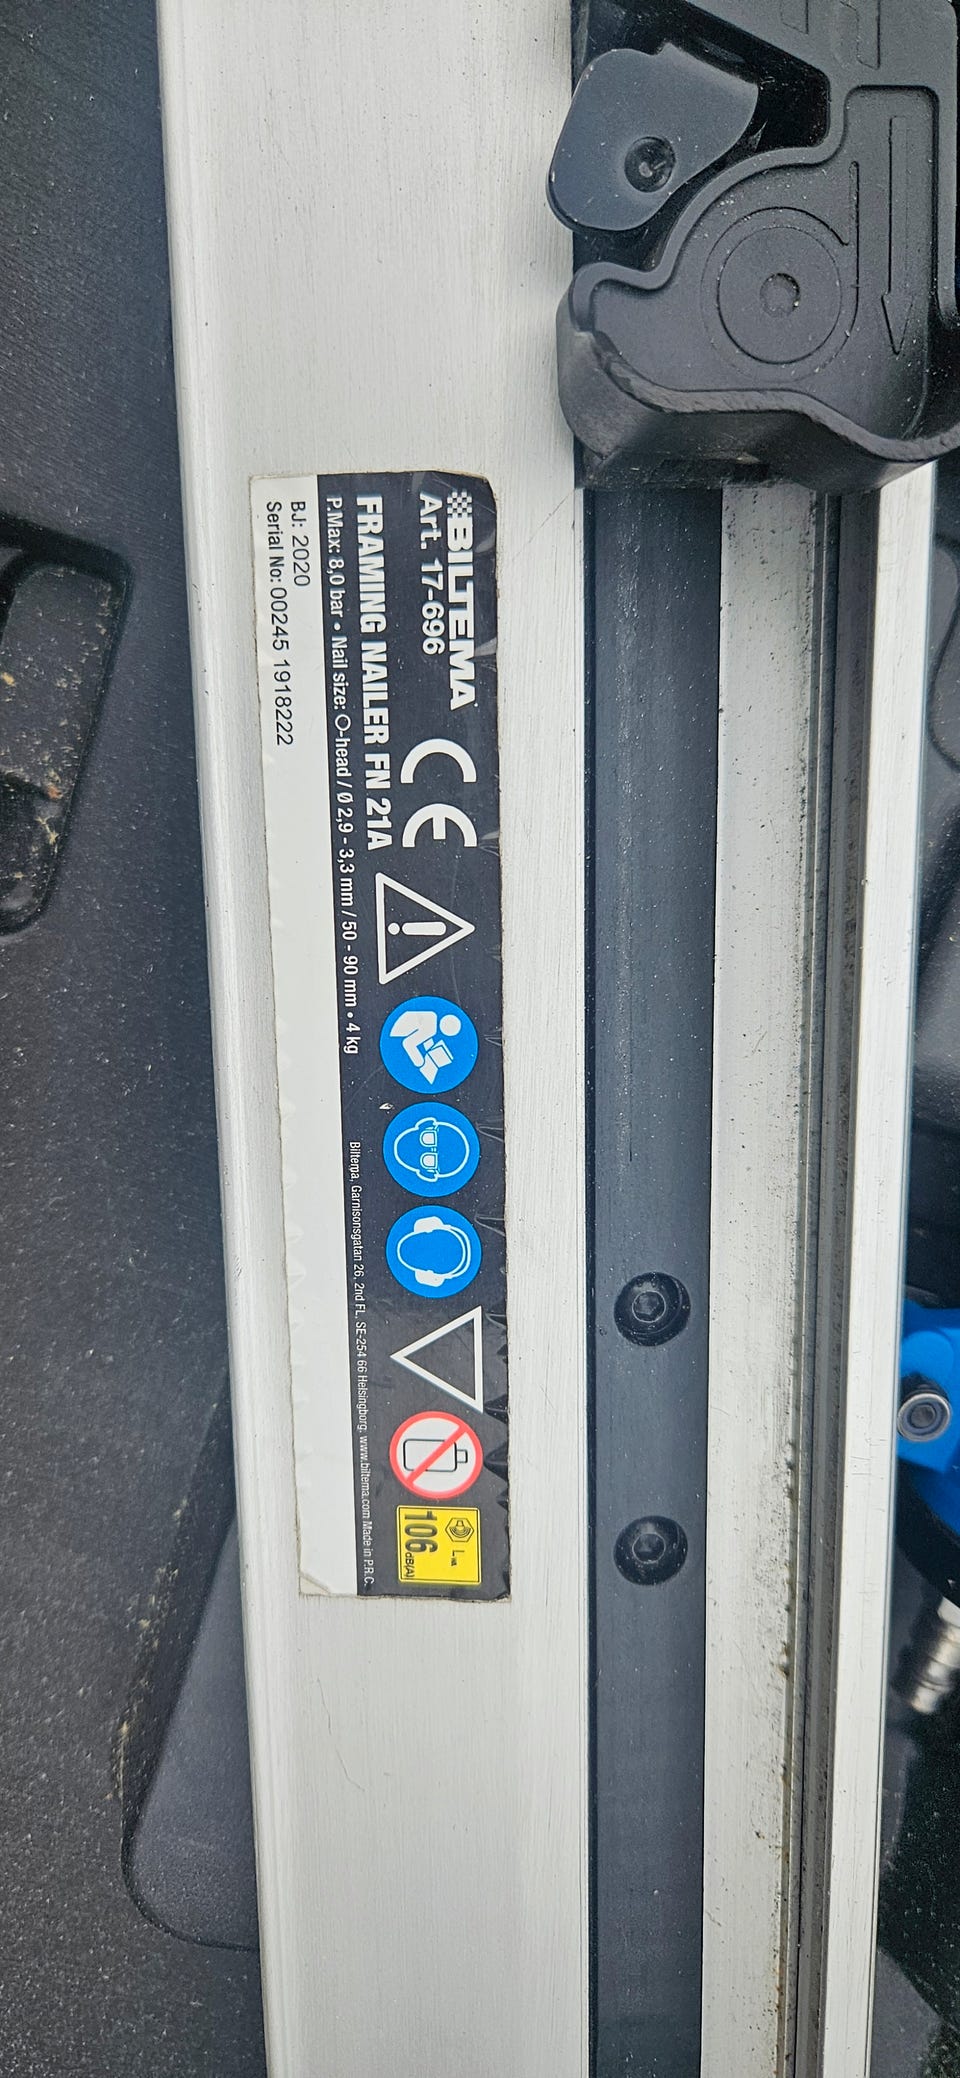 BILTEMA
Art. 17-696
FRAMING NAILER FN 21A
P.Max: 8,0 bar • Nail size: O-head / Ø 2,9 - 3,3 mm / 50 - 90 mm • 4 kg
BJ: 2020
Serial No: 00245 1918222
CE
LWA
106 dB(A)
Biltema, Garnisonsgatan 26, 2nd FL, SE-254 66 Helsingborg. www.biltema.com Made in P.R.C.